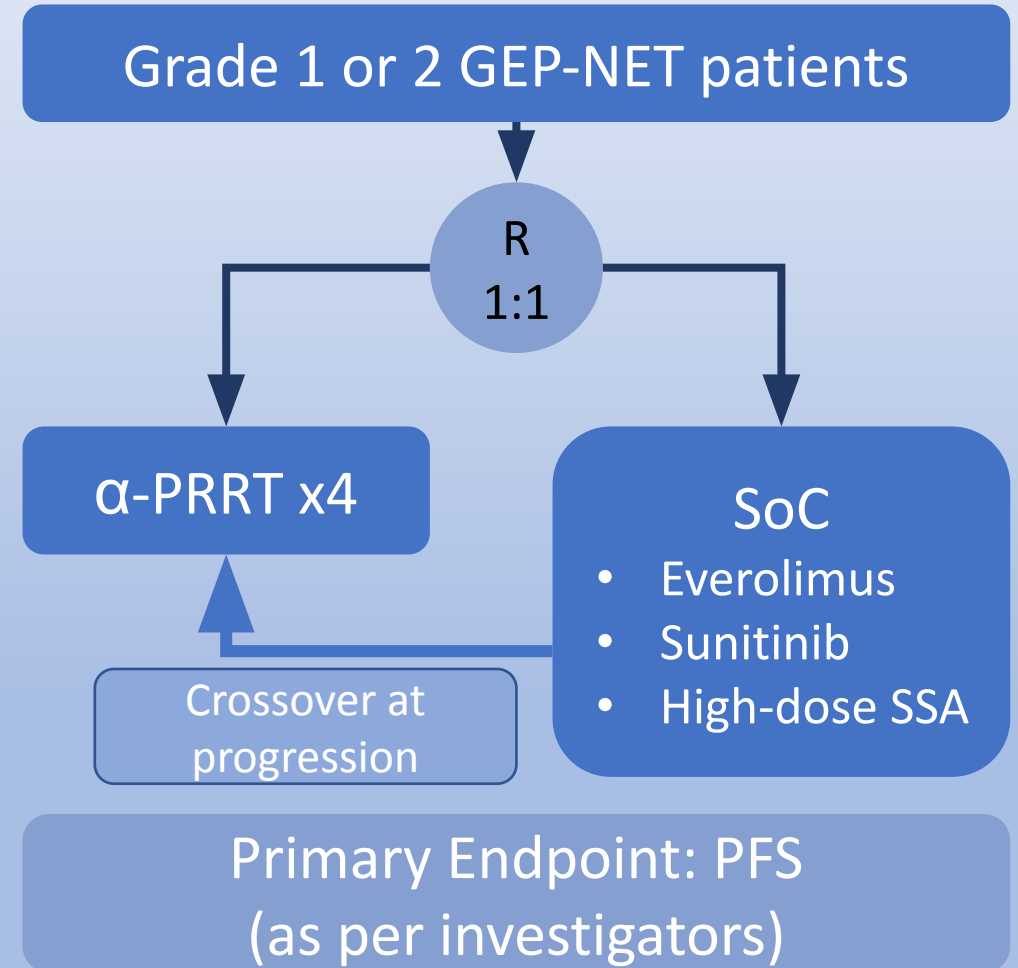 Grade 1 or 2 GEP-NET patients
R
1:1
α-PRRT x4
SoC
• Everolimus
• Sunitinib
• High-dose SSA
Crossover at
progression
Primary Endpoint: PFS
(as per investigators)